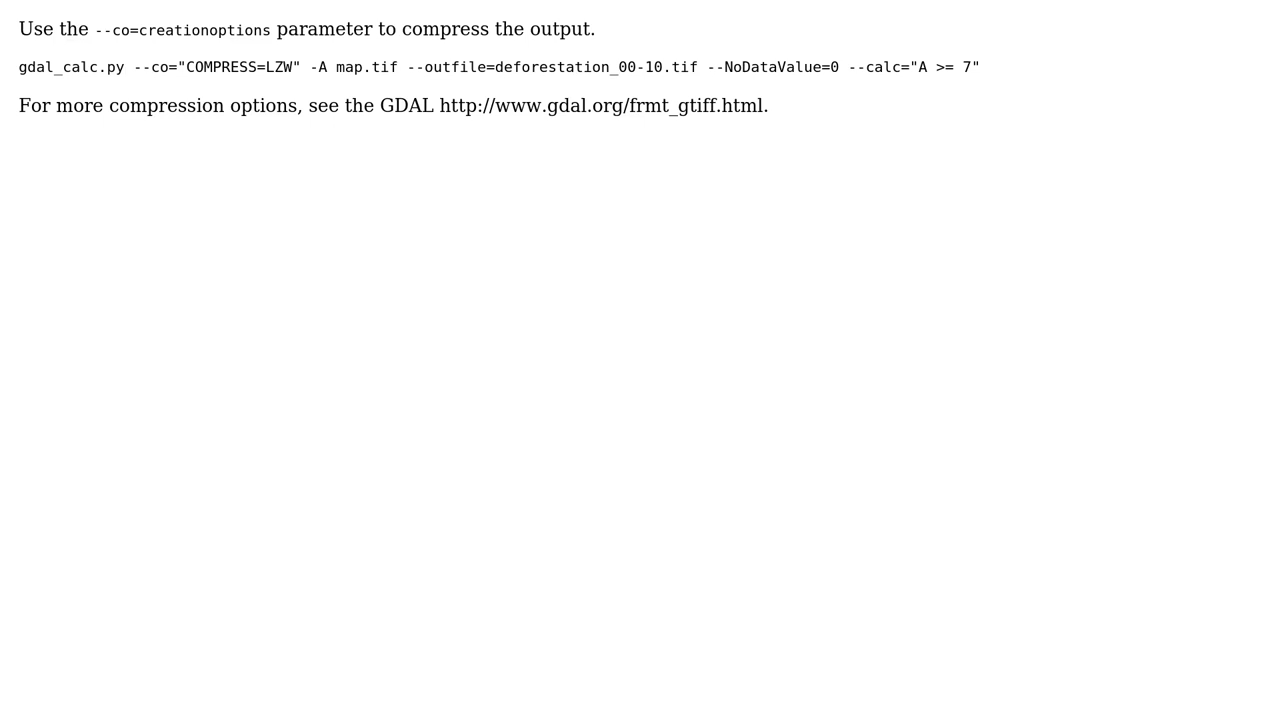 Use the --co=creationoptions parameter to compress the output.
gdal_calc.py --co="COMPRESS=LZW" -A map.tif --outfile=deforestation_00-10.tif --NoDataValue=0 --calc="A >= 7"
For more compression options, see the GDAL http://www.gdal.org/frmt_gtiff.html.